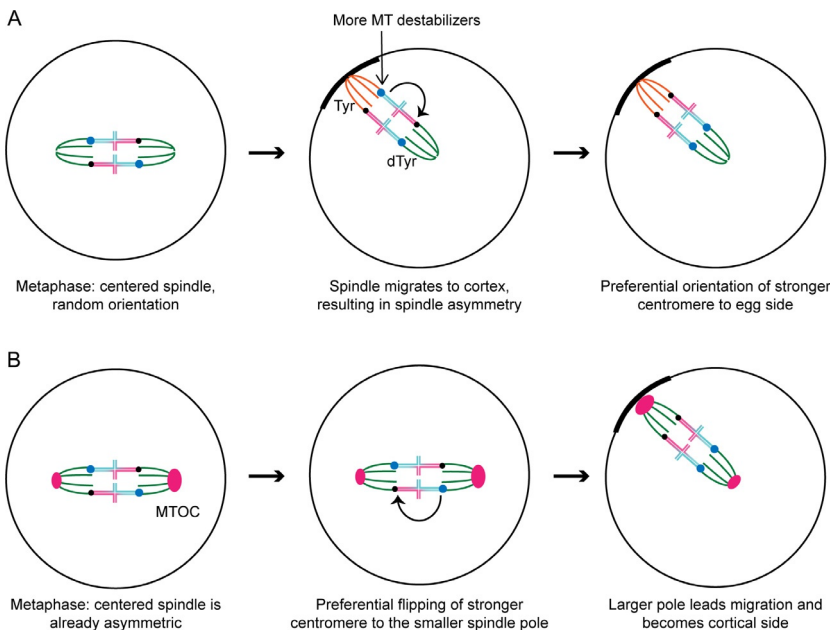 A
More MT destabilizers
Tyr
dTyr
Metaphase: centered spindle,
random orientation
Spindle migrates to cortex,
resulting in spindle asymmetry
Preferential orientation of stronger
centromere to egg side
B
MTOC
Metaphase: centered spindle is
already asymmetric
Preferential flipping of stronger
centromere to the smaller spindle pole
Larger pole leads migration and
becomes cortical side